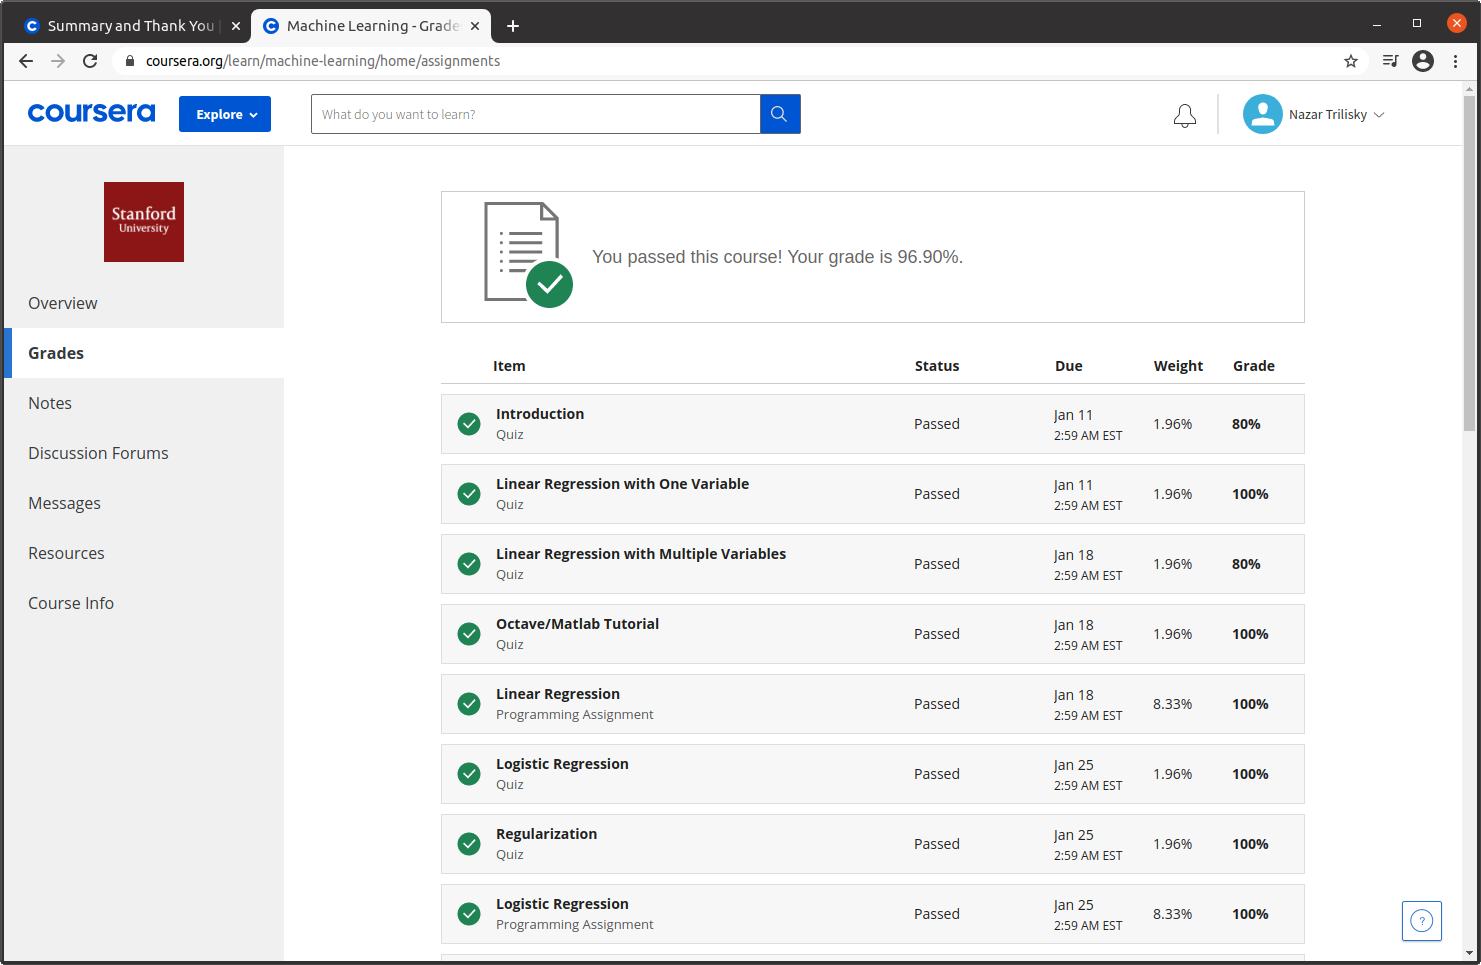 Summary and Thank You
Machine Learning - Grade
coursera.org/learn/machine-learning/home/assignments
coursera
Explore
What do you want to learn?
Nazar Trilisky
Stanford
University
Overview
Grades
Notes
Discussion Forums
Messages
Resources
Course Info
You passed this course! Your grade is 96.90%.
Item Status Due Weight Grade
Introduction
Quiz
Passed
Jan 11
2:59 AM EST
1.96%
80%
Linear Regression with One Variable
Quiz
Passed
Jan 11
2:59 AM EST
1.96%
100%
Linear Regression with Multiple Variables
Quiz
Passed
Jan 18
2:59 AM EST
1.96%
80%
Octave/Matlab Tutorial
Quiz
Passed
Jan 18
2:59 AM EST
1.96%
100%
Linear Regression
Programming Assignment
Passed
Jan 18
2:59 AM EST
8.33%
100%
Logistic Regression
Quiz
Passed
Jan 25
2:59 AM EST
1.96%
100%
Regularization
Quiz
Passed
Jan 25
2:59 AM EST
1.96%
100%
Logistic Regression
Programming Assignment
Passed
Jan 25
2:59 AM EST
8.33%
100%
?